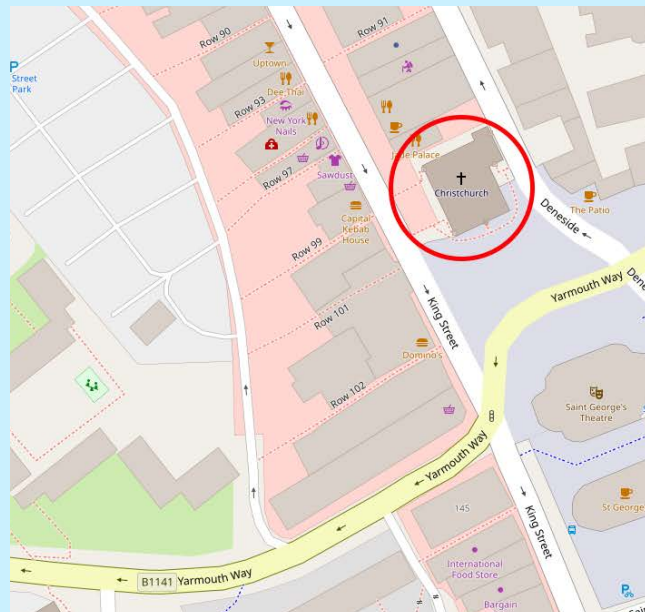 Row 90
Row 91
Uptown
P
Street
Park
Dee Thai
Row 93
New York
Nails
Jade Palace
Row 97
Sawdust
Christchurch
Capital
Kebab
House
The Patio
Deneside
Row 99
Yarmouth Way
King Street
Row 101
Domino's
Row 102
Saint George's
Theatre
Yarmouth Way
145
St George
King Street
International
Food Store
B1141
Yarmouth Way
P
Bargain